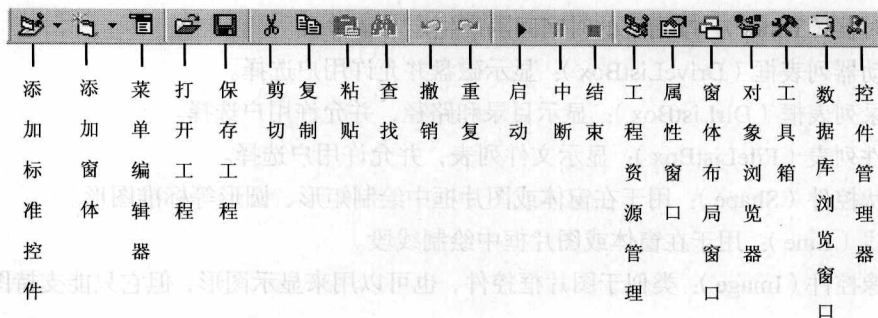 添加标准控件
添加窗体
菜单编辑器
打开工程
保存工程
剪切
复制
粘贴
查找
撤销
重复
启动
中断
结束
工程资源管理
属性窗口
窗体布局窗口
对象浏览器
工具箱
数据库浏览窗口
控件管理器